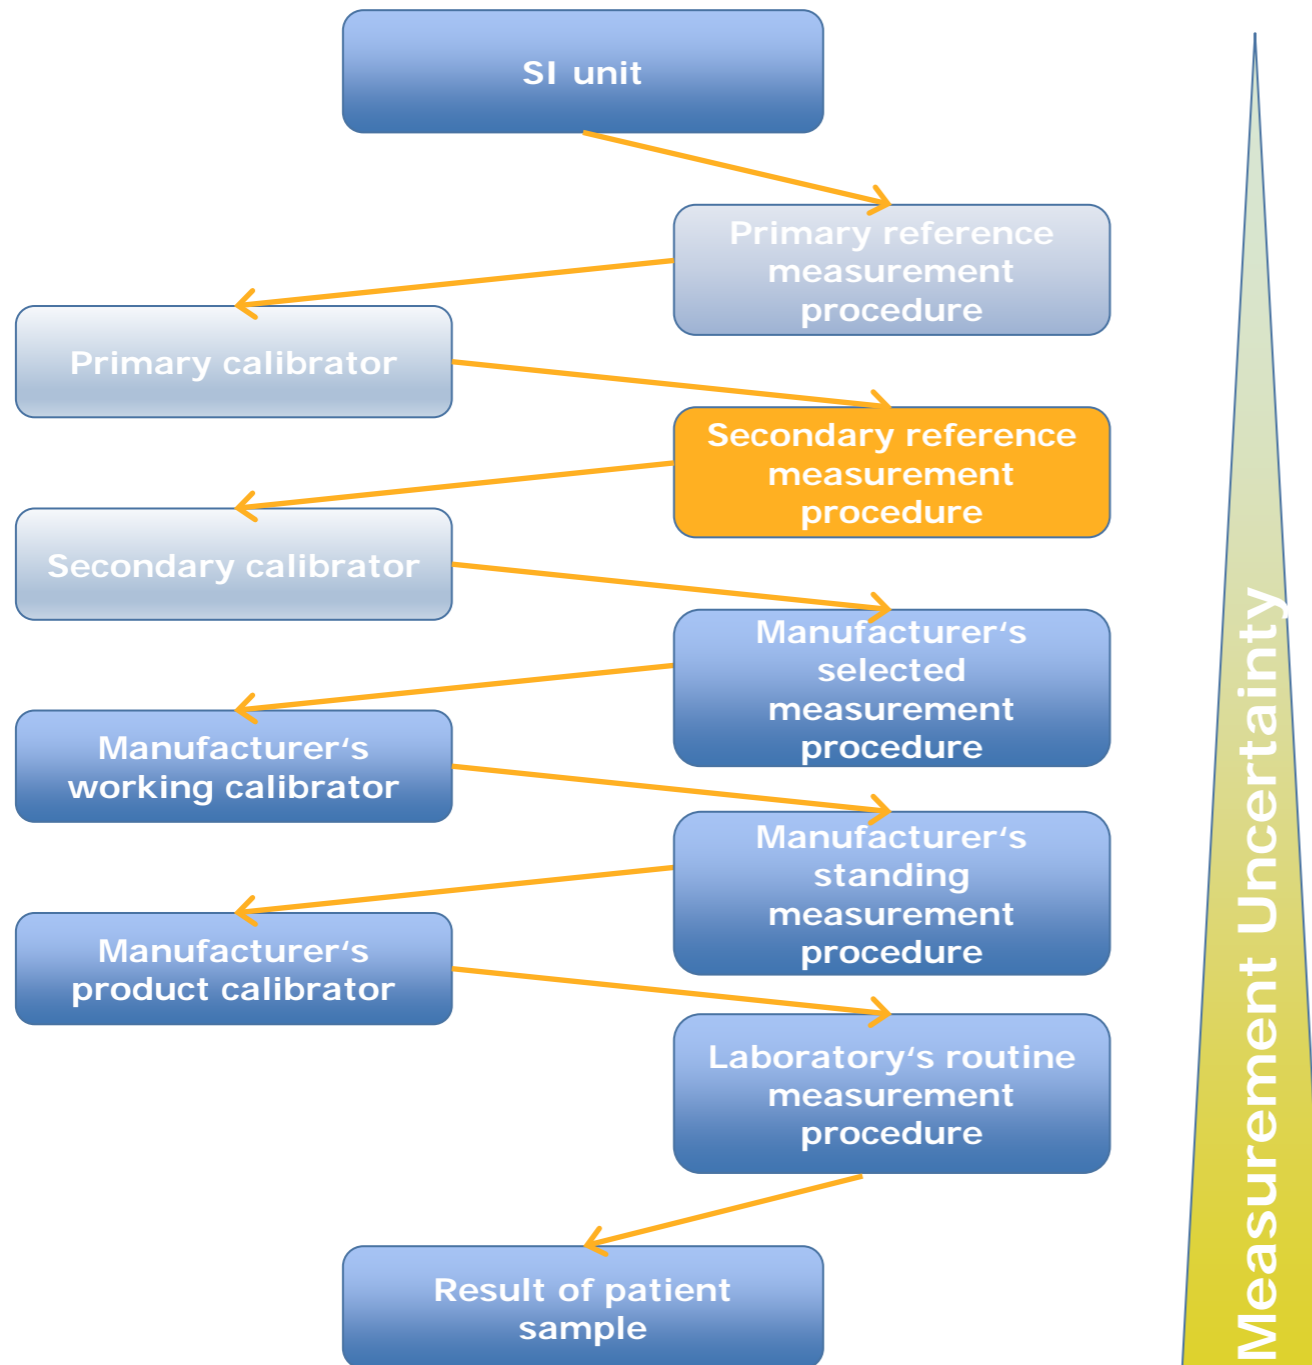 SI unit
Primary reference
measurement
procedure
Primary calibrator
Secondary reference
measurement
procedure
Secondary calibrator
Manufacturer‘s
selected
measurement
procedure
Manufacturer‘s
working calibrator
Manufacturer‘s
standing
measurement
procedure
Manufacturer‘s
product calibrator
Laboratory‘s routine
measurement
procedure
Result of patient
sample
Measurement Uncertainty